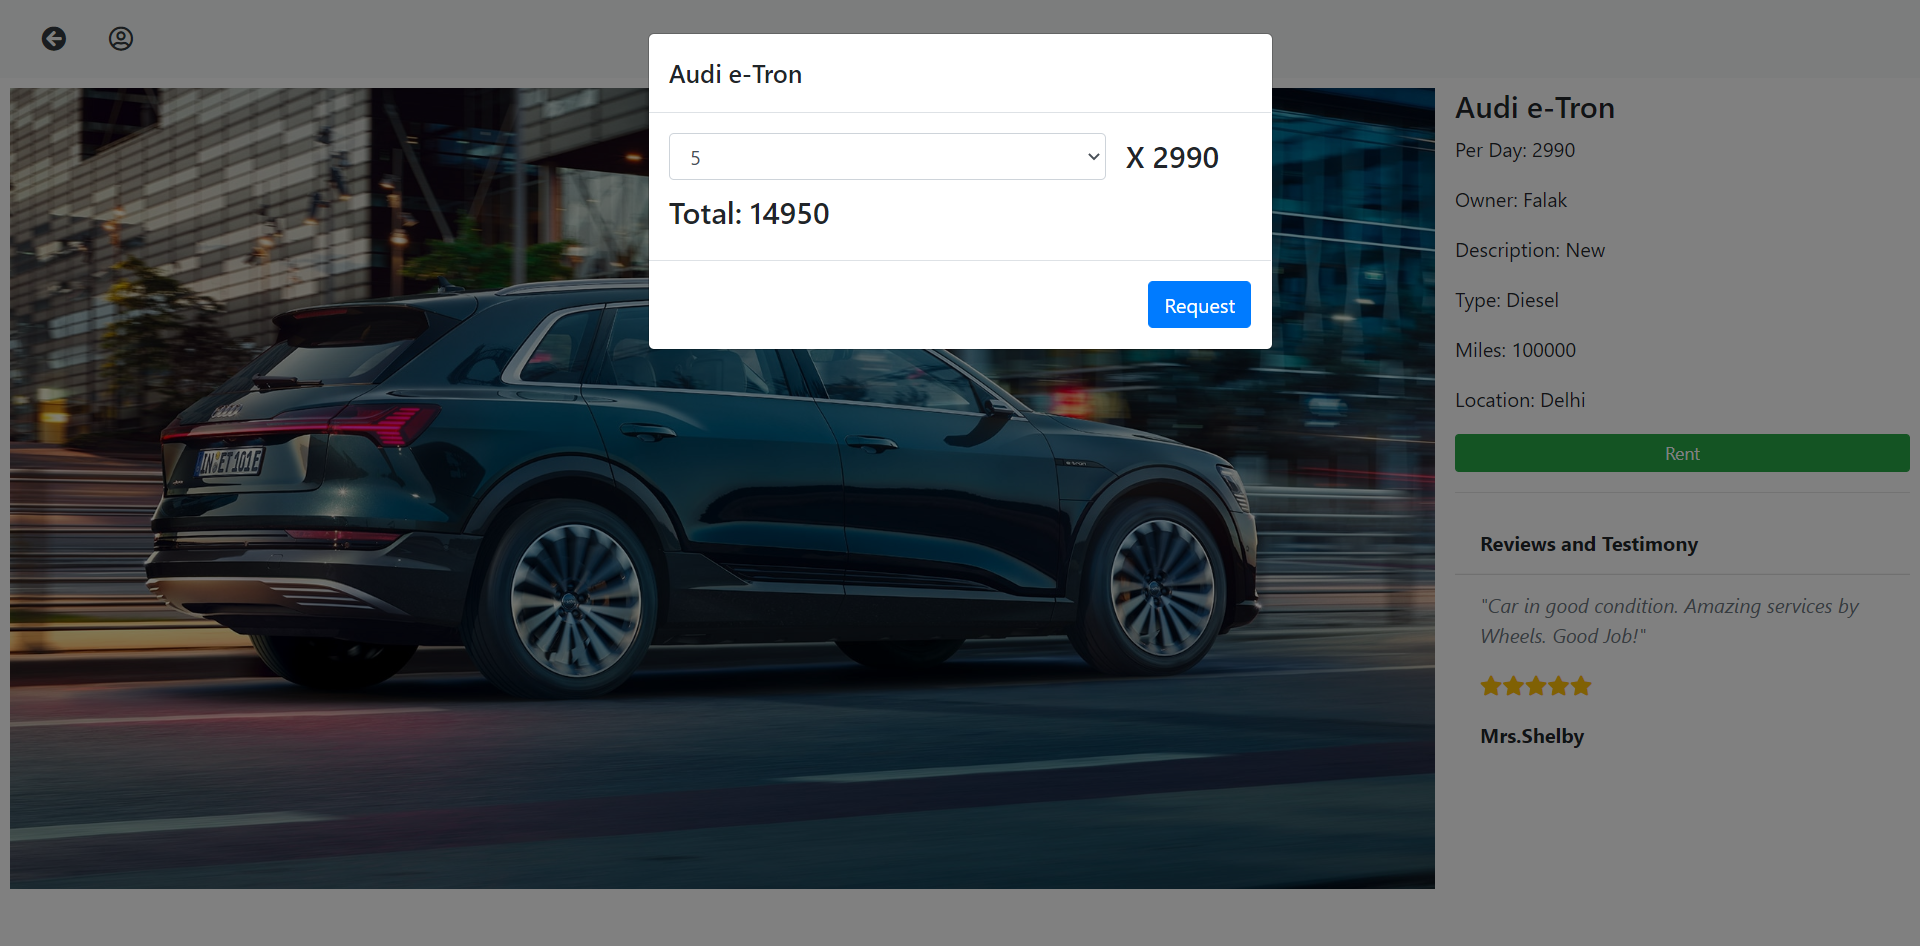 Audi e-Tron
5
X 2990
Total: 14950
Request
IN ET101E
Audi e-Tron
Per Day: 2990
Owner: Falak
Description: New
Type: Diesel
Miles: 100000
Location: Delhi
Rent
Reviews and Testimony
"Car in good condition. Amazing services by
Wheels. Good Job!"
Mrs.Shelby